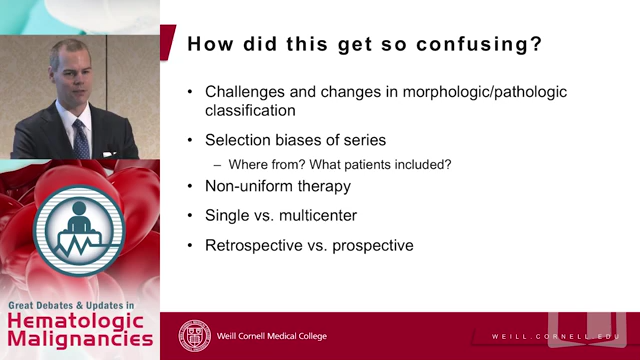 How did this get so confusing?
• Challenges and changes in morphologic/pathologic
classification
• Selection biases of series
– Where from? What patients included?
• Non-uniform therapy
• Single vs. multicenter
• Retrospective vs. prospective
Great Debates & Updates in
Hematologic
Malignancies
Weill Cornell Medical College
WEILL.CORNELL.EDU